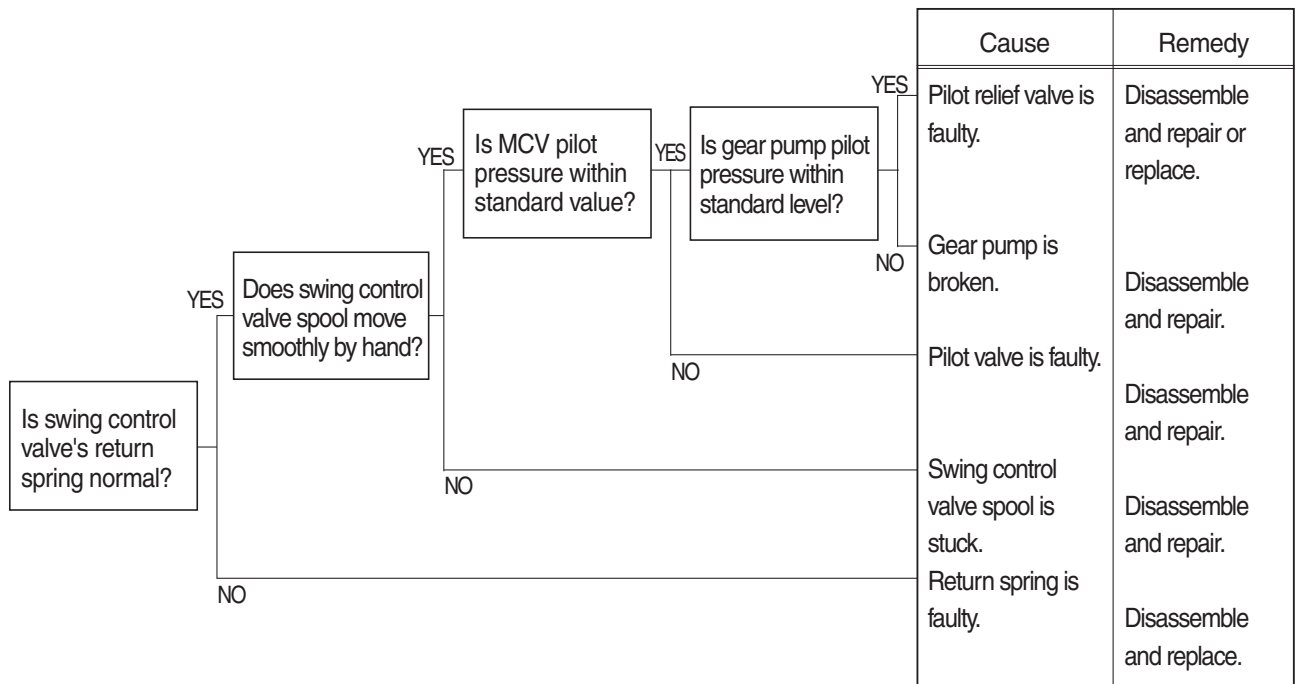 Cause
Remedy
YES
Pilot relief valve is
faulty.
Disassemble
and repair or
replace.
YES
Is MCV pilot
pressure within
standard value?
YES
Is gear pump pilot
pressure within
standard level?
NO
Gear pump is
broken.
Disassemble
and repair.
YES
Does swing control
valve spool move
smoothly by hand?
NO
Pilot valve is faulty.
Disassemble
and repair.
Is swing control
valve's return
spring normal?
NO
Swing control
valve spool is
stuck.
Disassemble
and repair.
NO
Return spring is
faulty.
Disassemble
and replace.